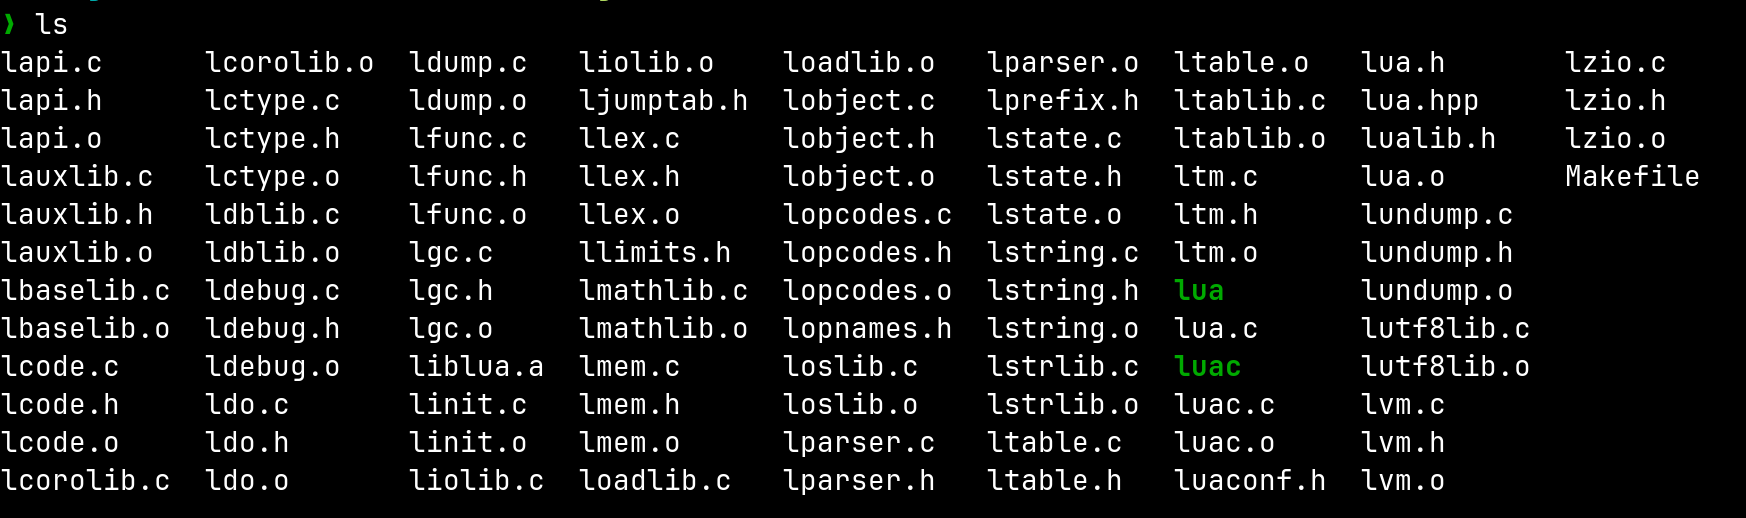 ❯ ls
lapi.c lcorolib.o ldump.c liolib.o loadlib.o lparser.o ltable.o lua.h lzio.c
lapi.h lctype.c ldump.o ljumptab.h lobject.c lprefix.h ltablib.c lua.hpp lzio.h
lapi.o lctype.h lfunc.c llex.c lobject.h lstate.c ltablib.o lualib.h lzio.o
lauxlib.c lctype.o lfunc.h llex.h lobject.o lstate.h ltm.c lua.o Makefile
lauxlib.h ldblib.c lfunc.o llex.o lopcodes.c lstate.o ltm.h lundump.c
lauxlib.o ldblib.o lgc.c llimits.h lopcodes.h lstring.c ltm.o lundump.h
lbaselib.c ldebug.c lgc.h lmathlib.c lopcodes.o lstring.h lua lundump.o
lbaselib.o ldebug.h lgc.o lmathlib.o lopnames.h lstring.o lua.c lutf8lib.c
lcode.c ldebug.o liblua.a lmem.c loslib.c lstrlib.c luac lutf8lib.o
lcode.h ldo.c linit.c lmem.h loslib.o lstrlib.o luac.c lvm.c
lcode.o ldo.h linit.o lmem.o lparser.c ltable.c luac.o lvm.h
lcorolib.c ldo.o liolib.c loadlib.c lparser.h ltable.h luaconf.h lvm.o